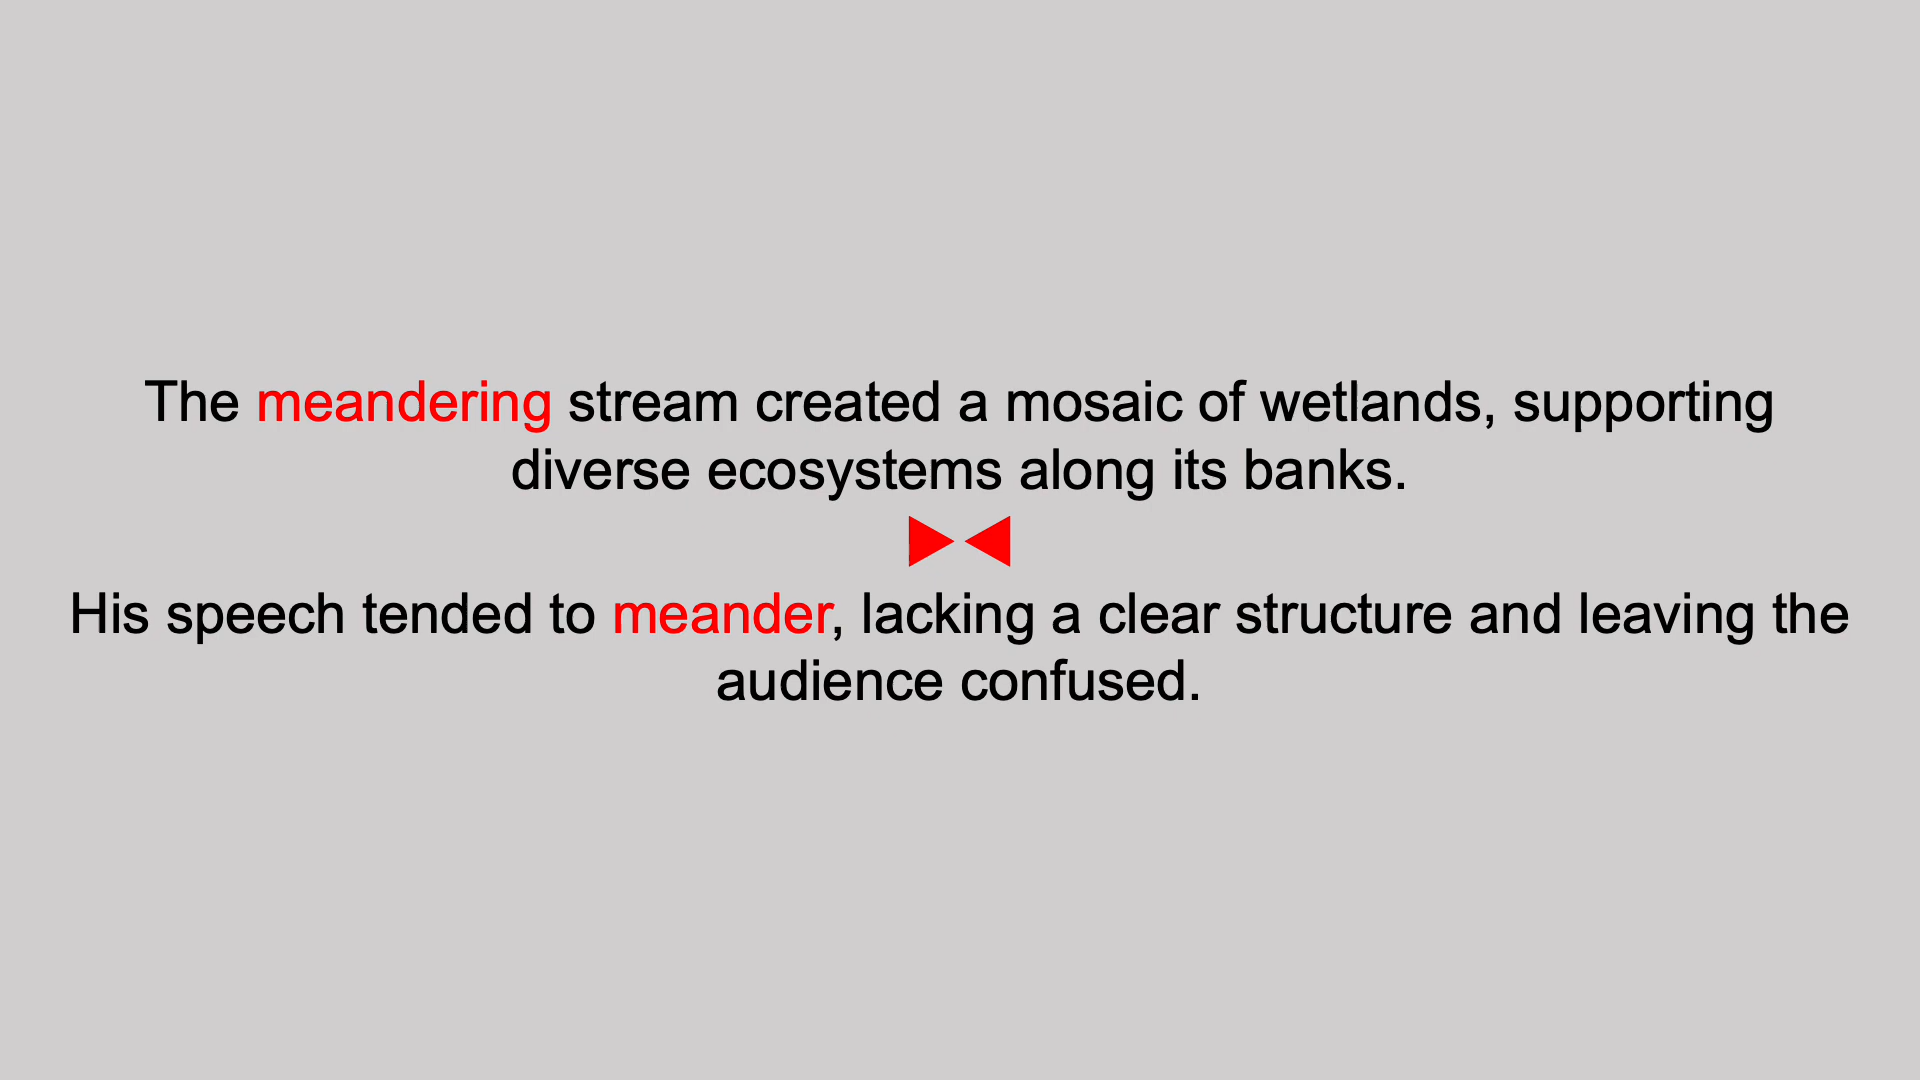 The meandering stream created a mosaic of wetlands, supporting
diverse ecosystems along its banks.
His speech tended to meander, lacking a clear structure and leaving the
audience confused.